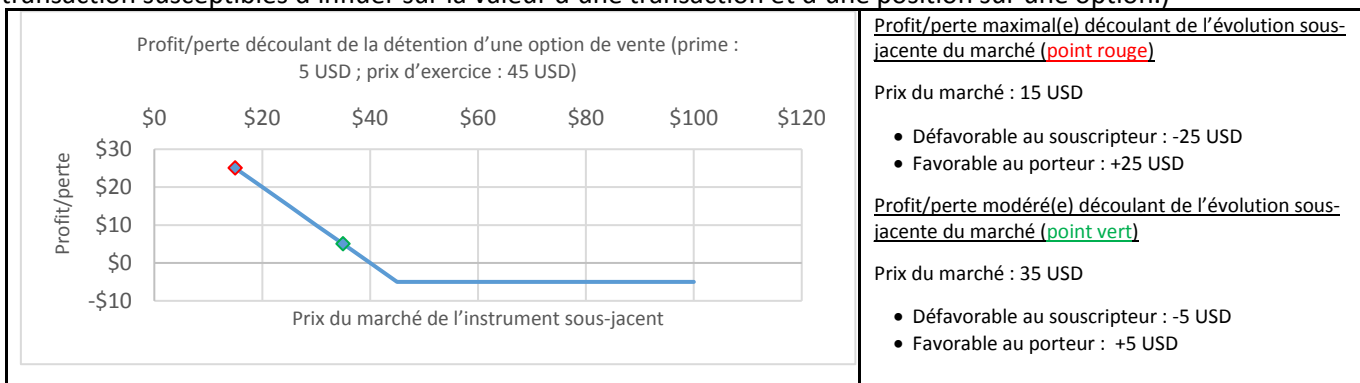 transaction susceptibles d'influer sur la valeur d'une transaction et d'une position sur une option.)
Profit/perte découlant de la détention d'une option de vente (prime :
5 USD ; prix d'exercice : 45 USD)
$0 $20 $40 $60 $80 $100 $120
$30
$20
$10
$0
-$10
Profit/perte
Prix du marché de l'instrument sous-jacent
Profit/perte maximal(e) découlant de l'évolution sous-
jacente du marché (point rouge)
Prix du marché : 15 USD
• Défavorable au souscripteur : -25 USD
• Favorable au porteur : +25 USD
Profit/perte modéré(e) découlant de l'évolution sous-
jacente du marché (point vert)
Prix du marché : 35 USD
• Défavorable au souscripteur : -5 USD
• Favorable au porteur : +5 USD